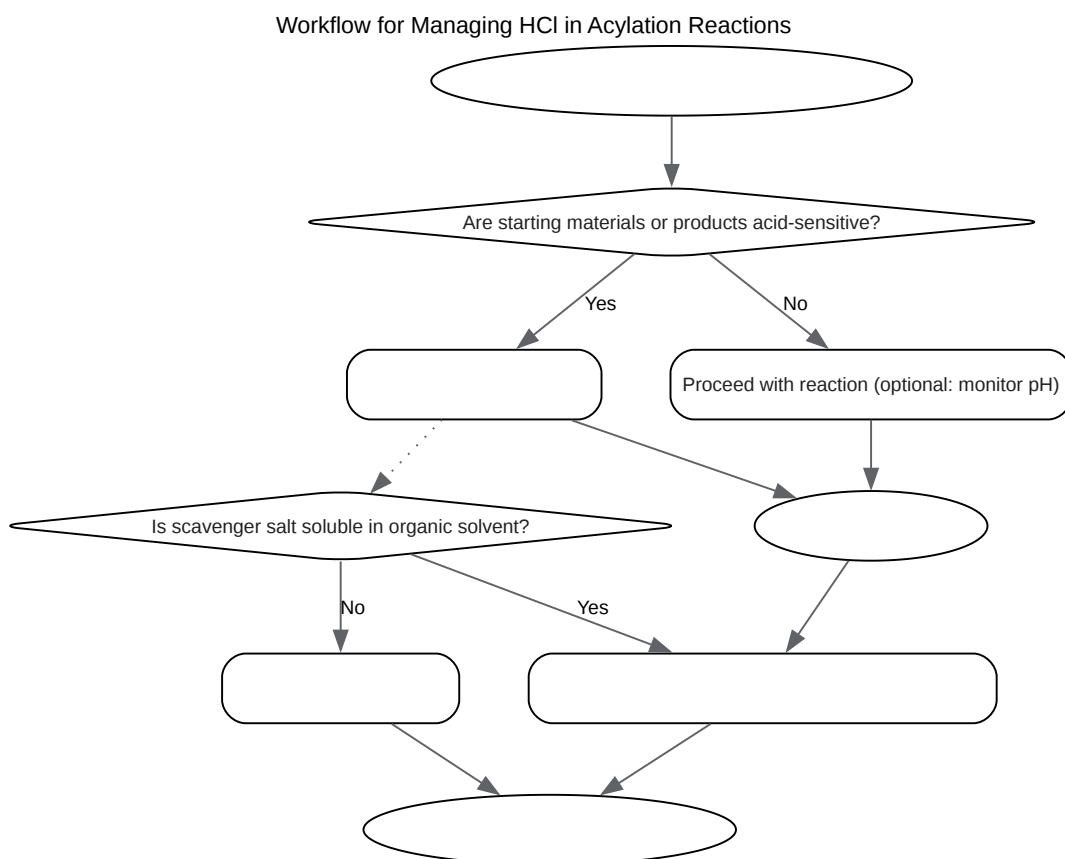 Workflow for Managing HCl in Acylation Reactions
Are starting materials or products acid-sensitive?
Yes
No
Proceed with reaction (optional: monitor pH)
Is scavenger salt soluble in organic solvent?
No
Yes